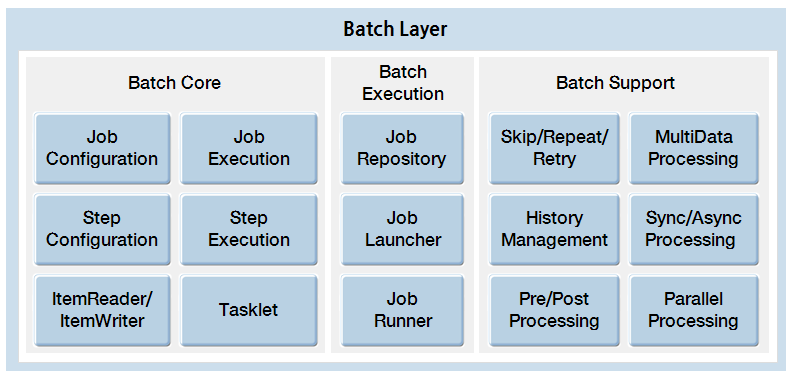 Batch Layer
Batch Core
Job
Configuration
Job
Execution
Step
Configuration
Step
Execution
ItemReader/
ItemWriter
Tasklet
Batch
Execution
Job
Repository
Job
Launcher
Job
Runner
Batch Support
Skip/Repeat/
Retry
MultiData
Processing
History
Management
Sync/Async
Processing
Pre/Post
Processing
Parallel
Processing